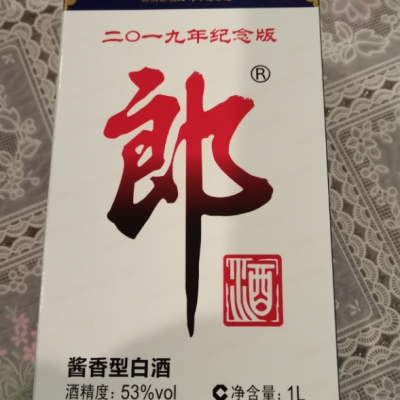 二〇一九年纪念版
郎®
酒
酱香型白酒
酒精度：53%vol
净含量：1L